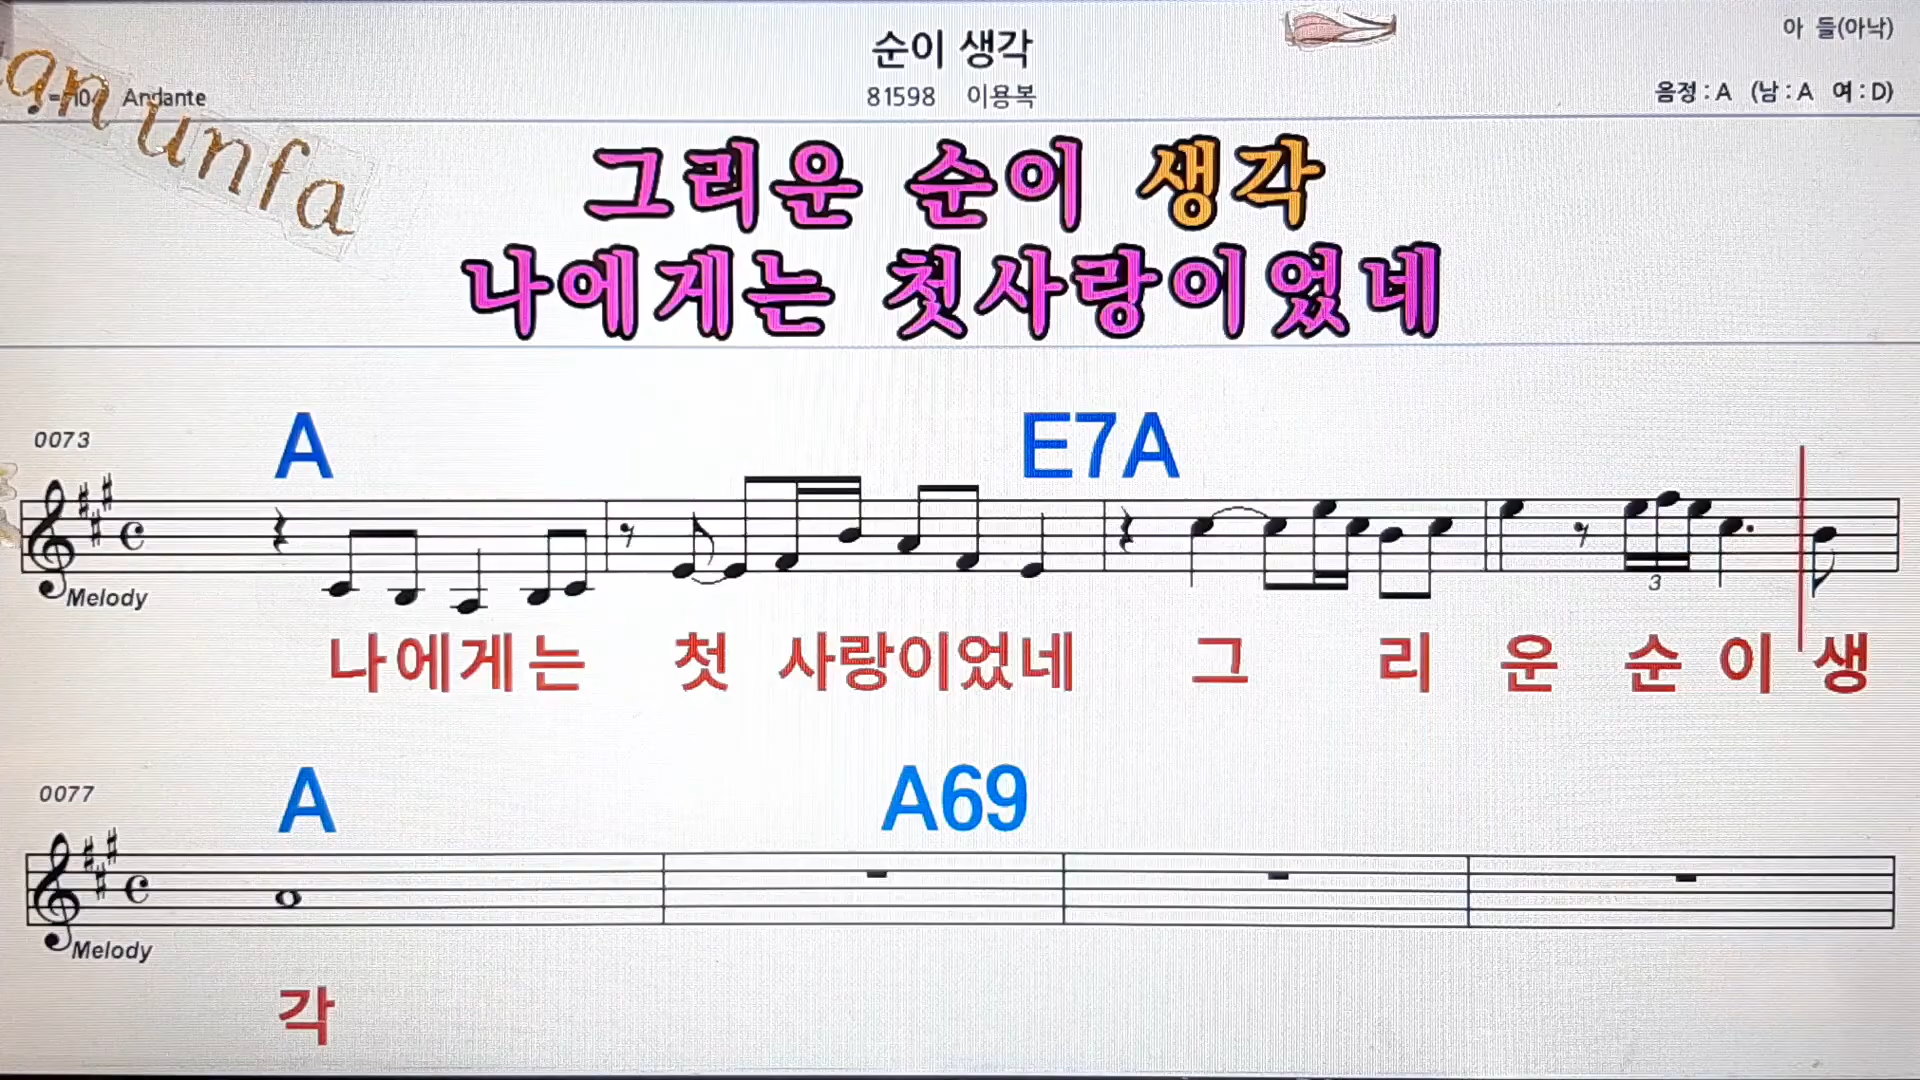 an unfa
순이 생각
아 들(아낙)
Andante
81598 이용복
음정 : A (남 : A 여 : D)
그리운 순이 생각
나에게는 첫사랑이었네
0073
A E7A
Melody
3
나에게는 첫 사랑이었네 그 리 운 순 이 생
0077
A A69
Melody
각